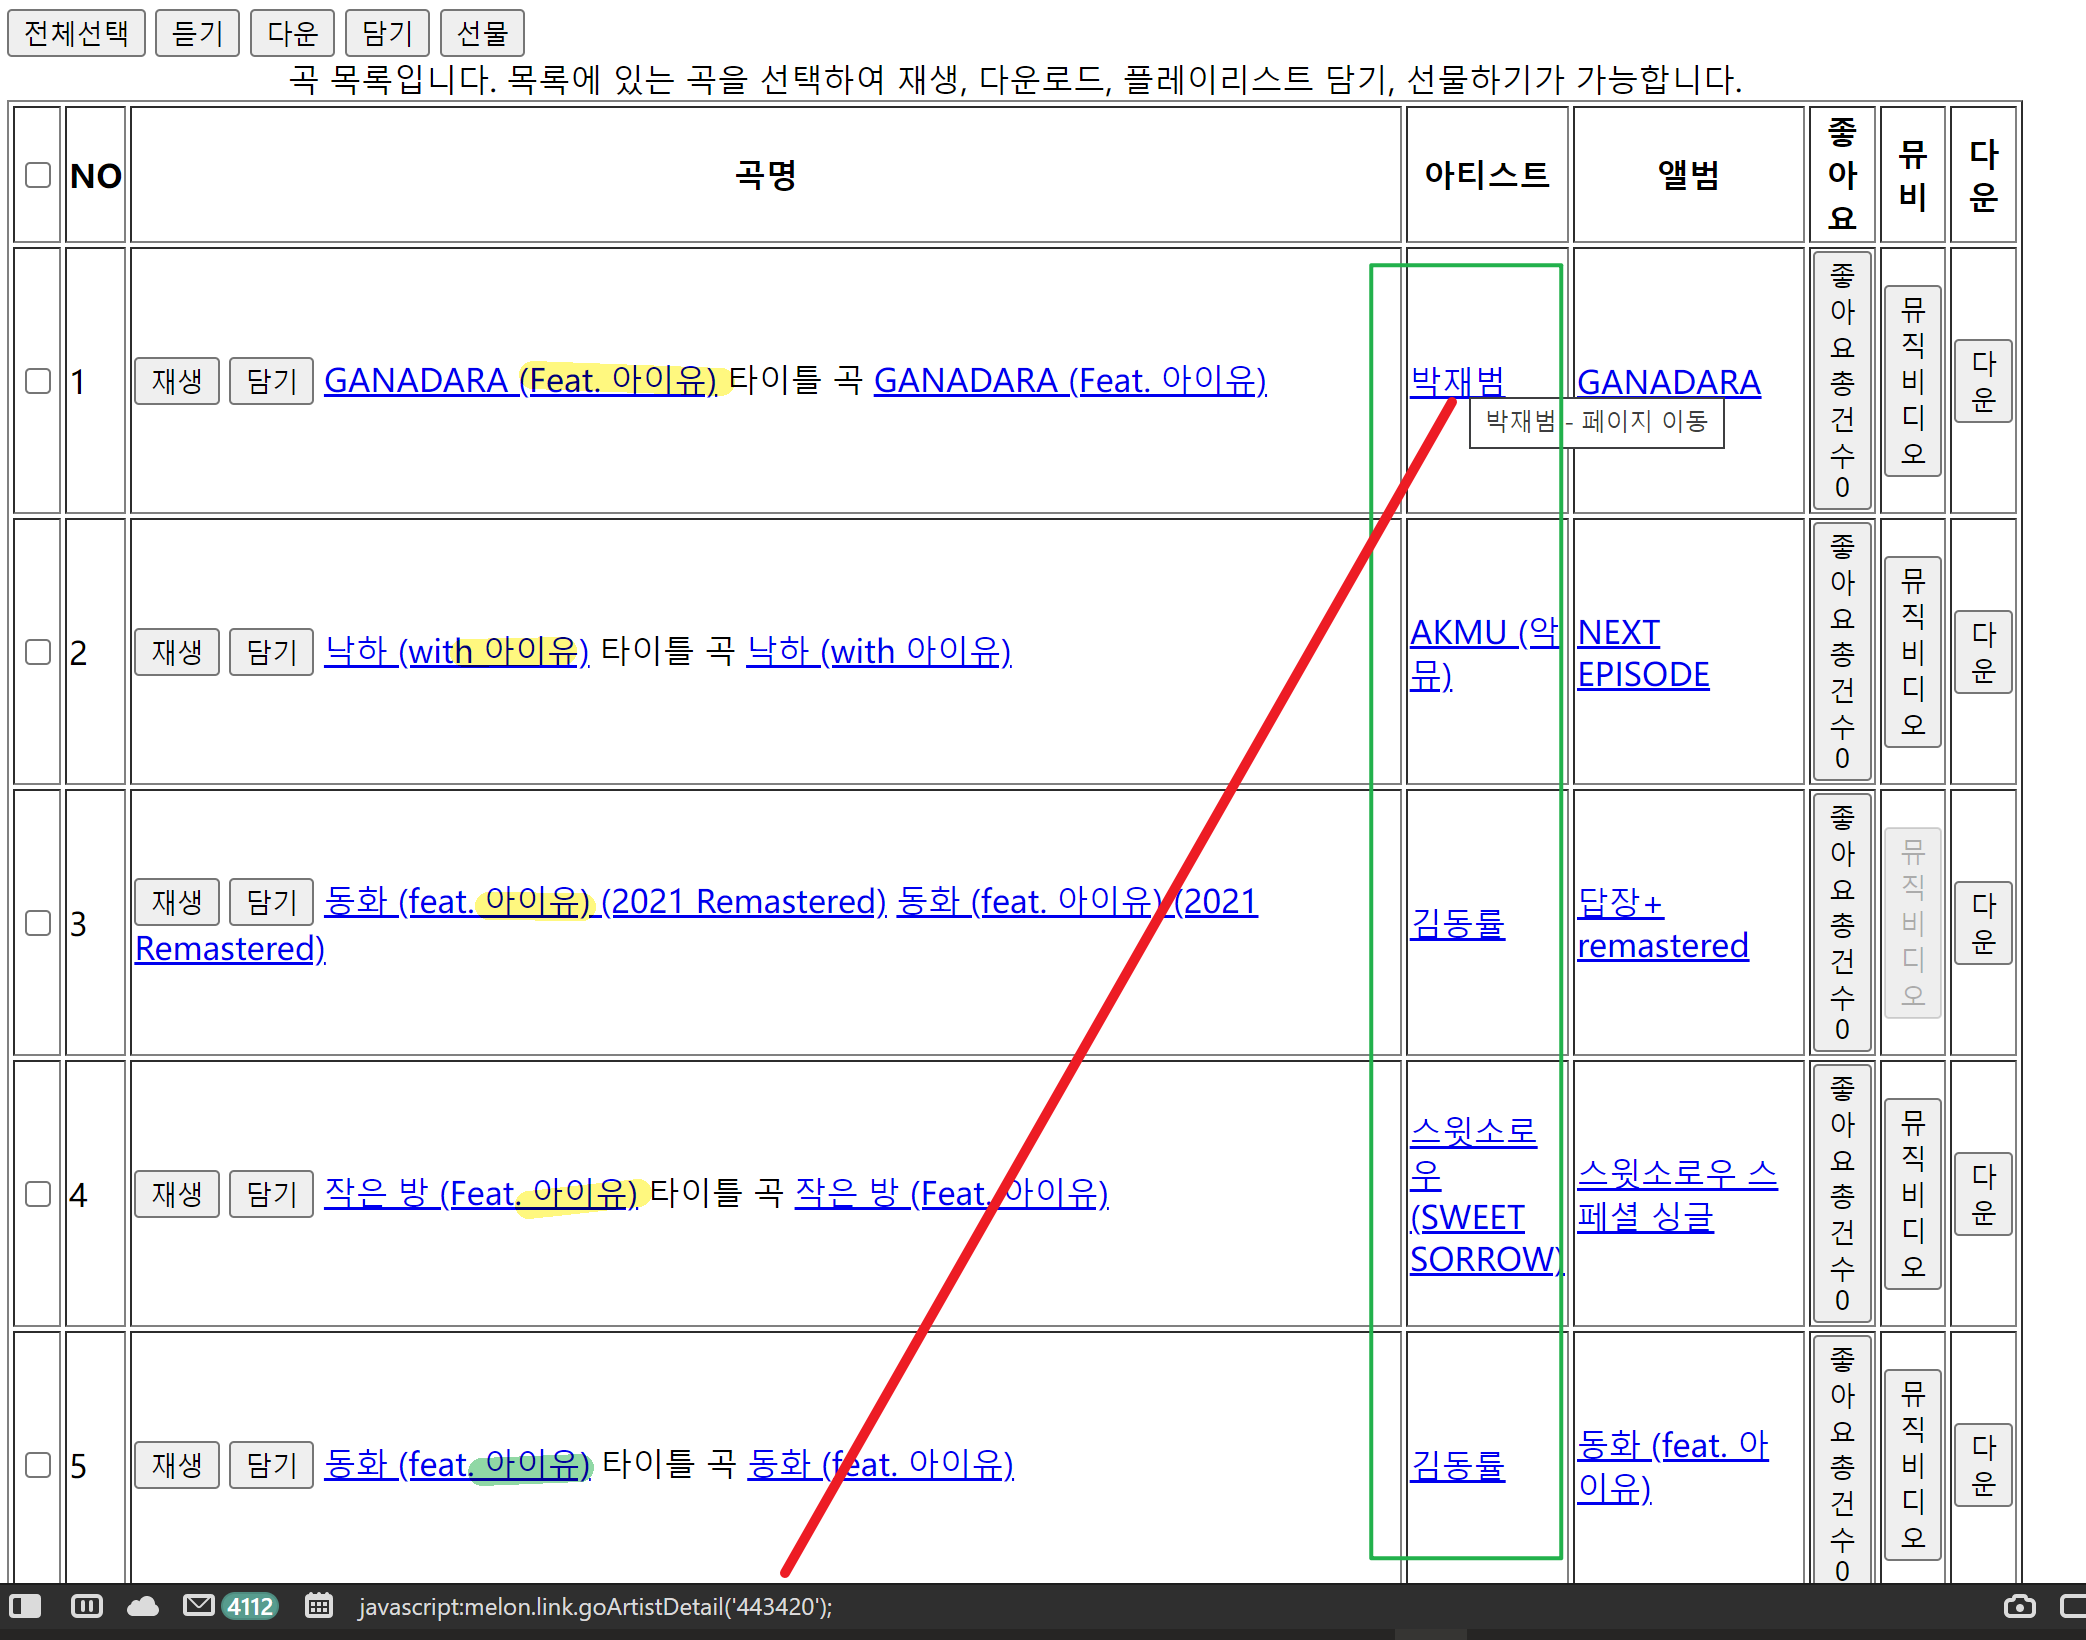 전체선택 듣기 다운 담기 선물
곡 목록입니다. 목록에 있는 곡을 선택하여 재생, 다운로드, 플레이리스트 담기, 선물하기가 가능합니다.
NO 곡명 아티스트 앨범 좋아요 뮤비 다운
1 재생 담기 GANADARA (Feat. 아이유) 타이틀 곡 GANADARA (Feat. 아이유) 박재범 GANADARA 좋아요총건수0 뮤직비디오 다운
박재범 - 페이지 이동
2 재생 담기 낙하 (with 아이유) 타이틀 곡 낙하 (with 아이유) AKMU (악뮤) NEXT EPISODE 좋아요총건수0 뮤직비디오 다운
3 재생 담기 동화 (feat. 아이유) (2021 Remastered) 동화 (feat. 아이유) (2021
Remastered) 김동률 답장+ remastered 좋아요총건수0 뮤직비디오 다운
4 재생 담기 작은 방 (Feat. 아이유) 타이틀 곡 작은 방 (Feat. 아이유) 스윗소로우 (SWEET SORROW) 스윗소로우 스페셜 싱글 좋아요총건수0 뮤직비디오 다운
5 재생 담기 동화 (feat. 아이유) 타이틀 곡 동화 (feat. 아이유) 김동률 동화 (feat. 아이유) 좋아요총건수0 뮤직비디오 다운
4112 javascript:melon.link.goArtistDetail('443420');